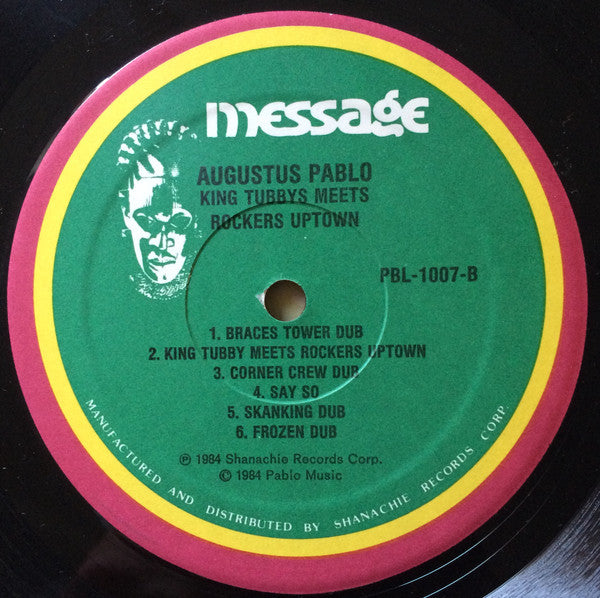 message
AUGUSTUS PABLO
KING TUBBYS MEETS
ROCKERS UPTOWN
PBL-1007-B
1. BRACES TOWER DUB
2. KING TUBBY MEETS ROCKERS UPTOWN
3. CORNER CREW DUB
4. SAY SO
5. SKANKING DUB
6. FROZEN DUB
℗ 1984 Shanachie Records Corp.
© 1984 Pablo Music
MANUFACTURED AND DISTRIBUTED BY SHANACHIE RECORDS CORP.